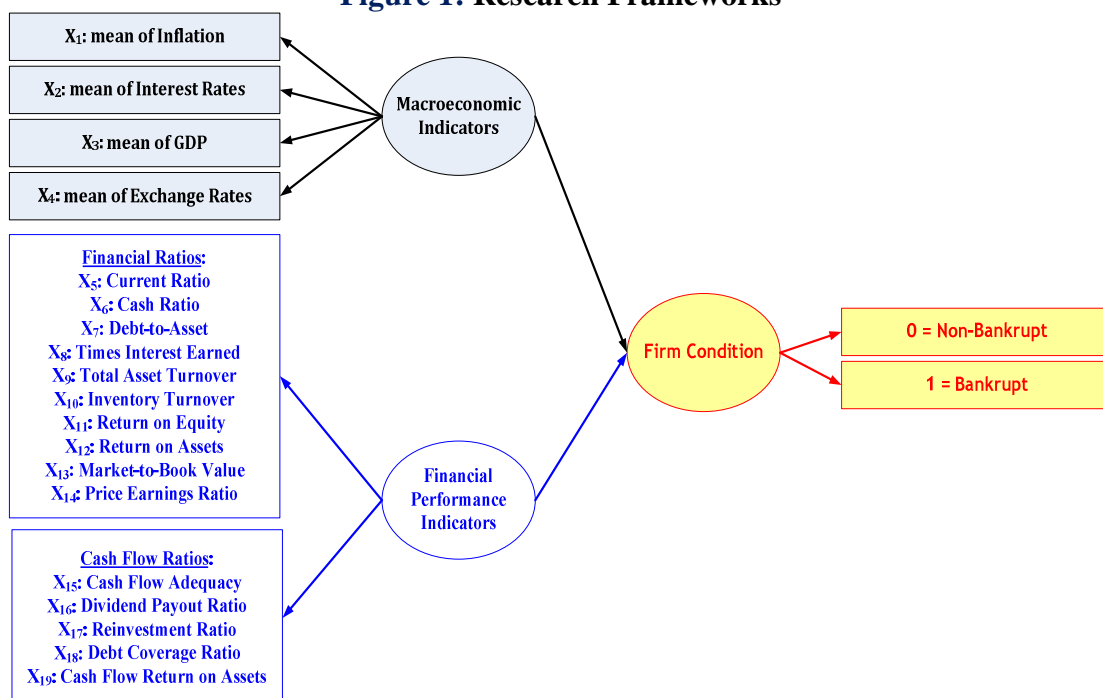 Figure 1: Research Frameworks
X1: mean of Inflation
X2: mean of Interest Rates
X3: mean of GDP
X4: mean of Exchange Rates
Macroeconomic
Indicators
Financial Ratios:
X5: Current Ratio
X6: Cash Ratio
X7: Debt-to-Asset
X8: Times Interest Earned
X9: Total Asset Turnover
X10: Inventory Turnover
X11: Return on Equity
X12: Return on Assets
X13: Market-to-Book Value
X14: Price Earnings Ratio
Cash Flow Ratios:
X15: Cash Flow Adequacy
X16: Dividend Payout Ratio
X17: Reinvestment Ratio
X18: Debt Coverage Ratio
X19: Cash Flow Return on Assets
Financial
Performance
Indicators
Firm Condition
0 = Non-Bankrupt
1 = Bankrupt